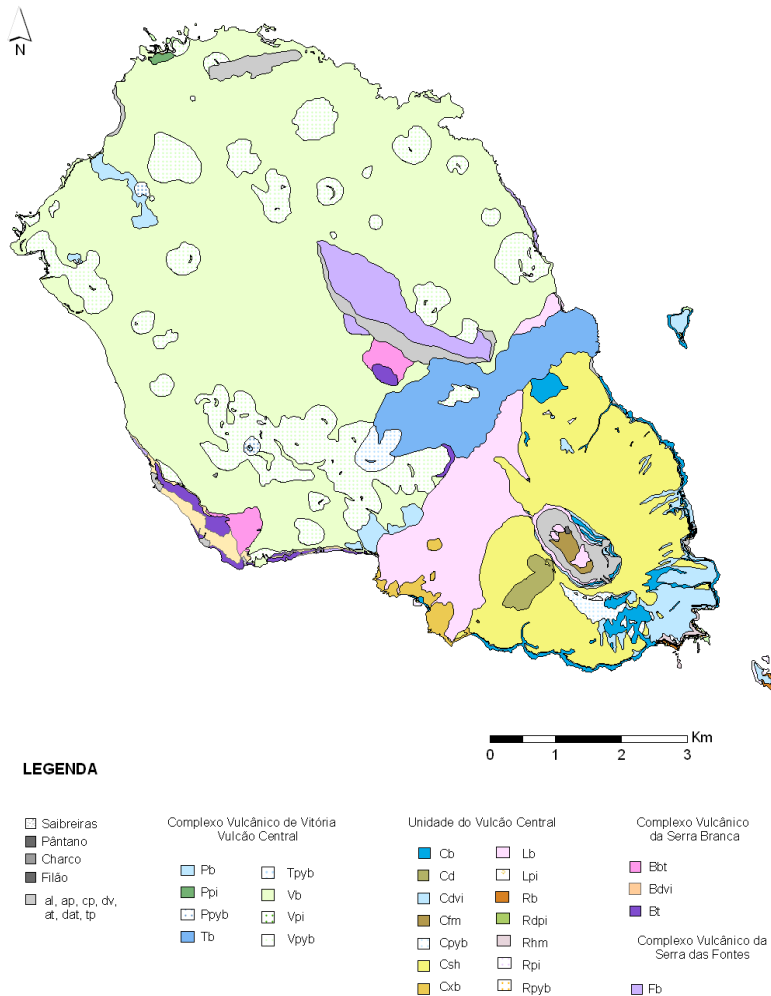 N
Km
0 1 2 3
LEGENDA
Saibreiras
Pântano
Charco
Filão
al, ap, cp, dv,
at, dat, tp
Complexo Vulcânico de Vitória
Vulcão Central
Pb
Ppi
Ppyb
Tb
Tpyb
Vb
Vpi
Vpyb
Unidade do Vulcão Central
Cb
Cd
Cdvi
Cfm
Cpyb
Csh
Cxb
Lb
Lpi
Rb
Rdpi
Rhm
Rpi
Rpyb
Complexo Vulcânico
da Serra Branca
Bbt
Bdvi
Bt
Complexo Vulcânico da
Serra das Fontes
Fb